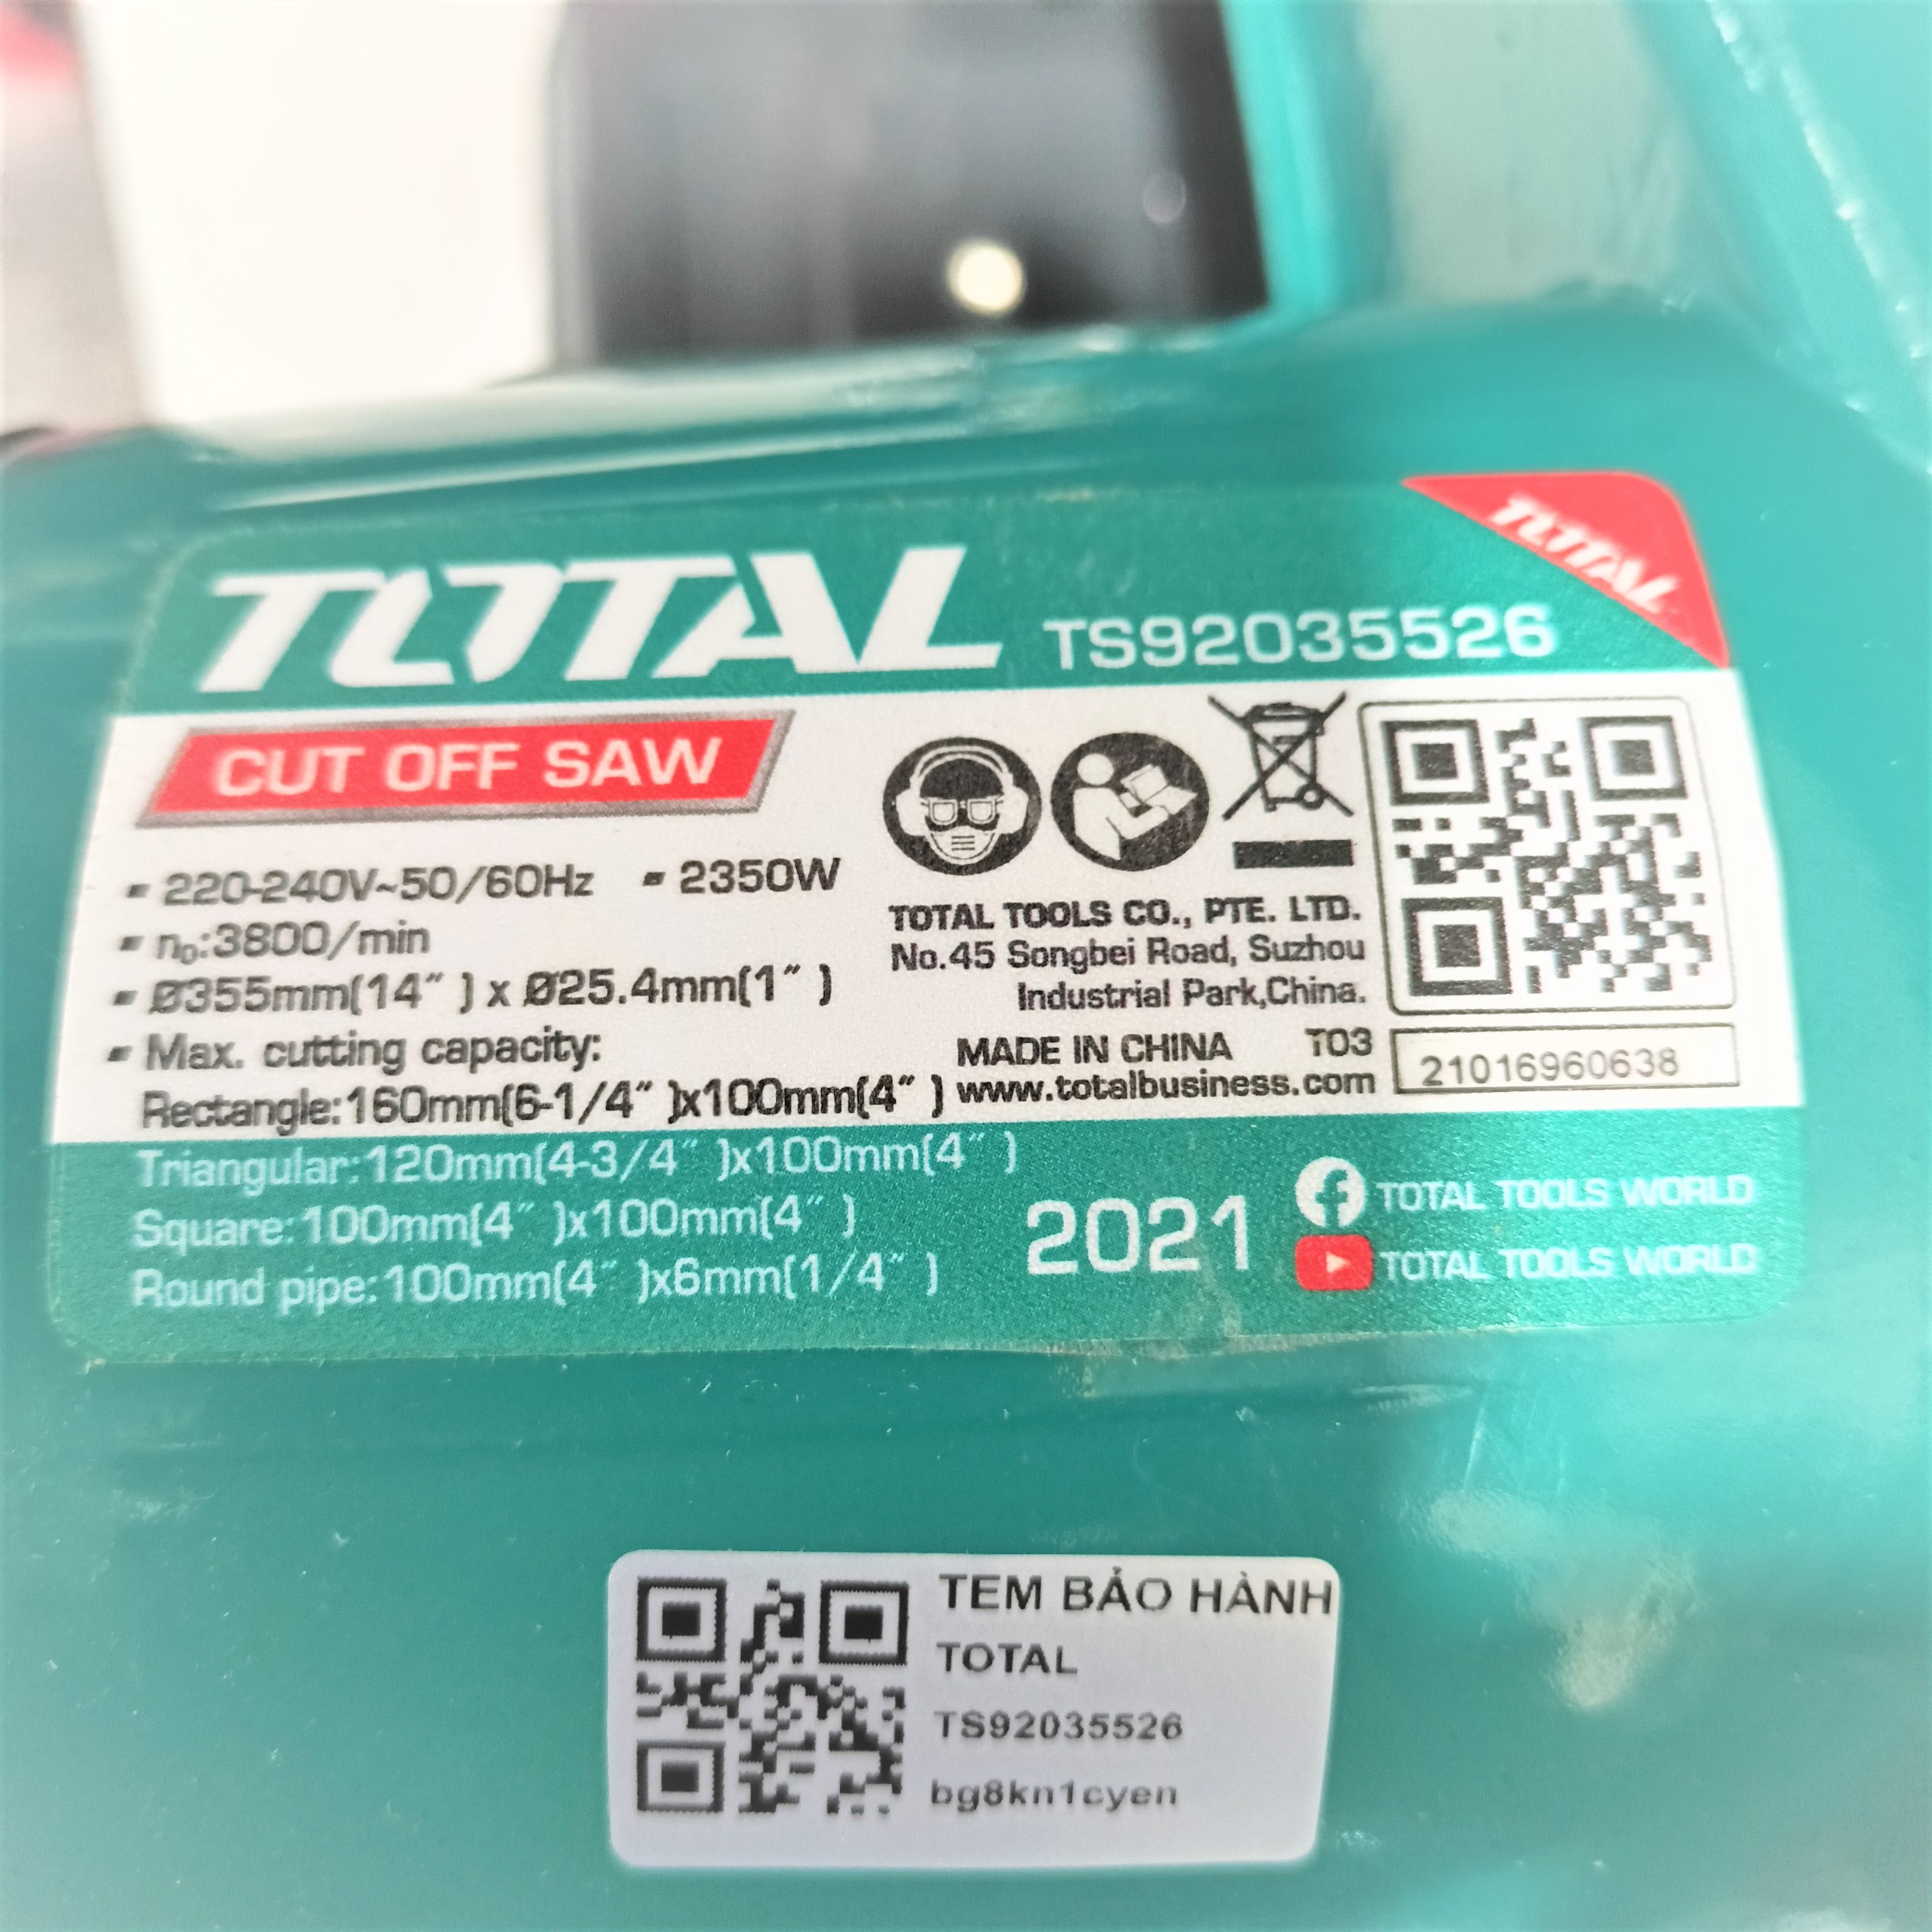 TOTAL
TOTAL TS92035526
CUT OFF SAW
▪ 220-240V~50/60Hz ▪ 2350W
▪ n₀:3800/min
▪ Ø355mm(14″ ) x Ø25.4mm(1″ )
▪ Max. cutting capacity:
Rectangle:160mm(6-1/4″ )x100mm(4″ )
Triangular:120mm(4-3/4″ )x100mm(4″ )
Square:100mm(4″ )x100mm(4″ )
Round pipe:100mm(4″ )x6mm(1/4″ )
TOTAL TOOLS CO., PTE. LTD.
No.45 Songbei Road, Suzhou
Industrial Park,China.
MADE IN CHINA T03
www.totalbusiness.com
21016960638
2021
TOTAL TOOLS WORLD
TOTAL TOOLS WORLD
TEM BẢO HÀNH
TOTAL
TS92035526
bg8kn1cyen